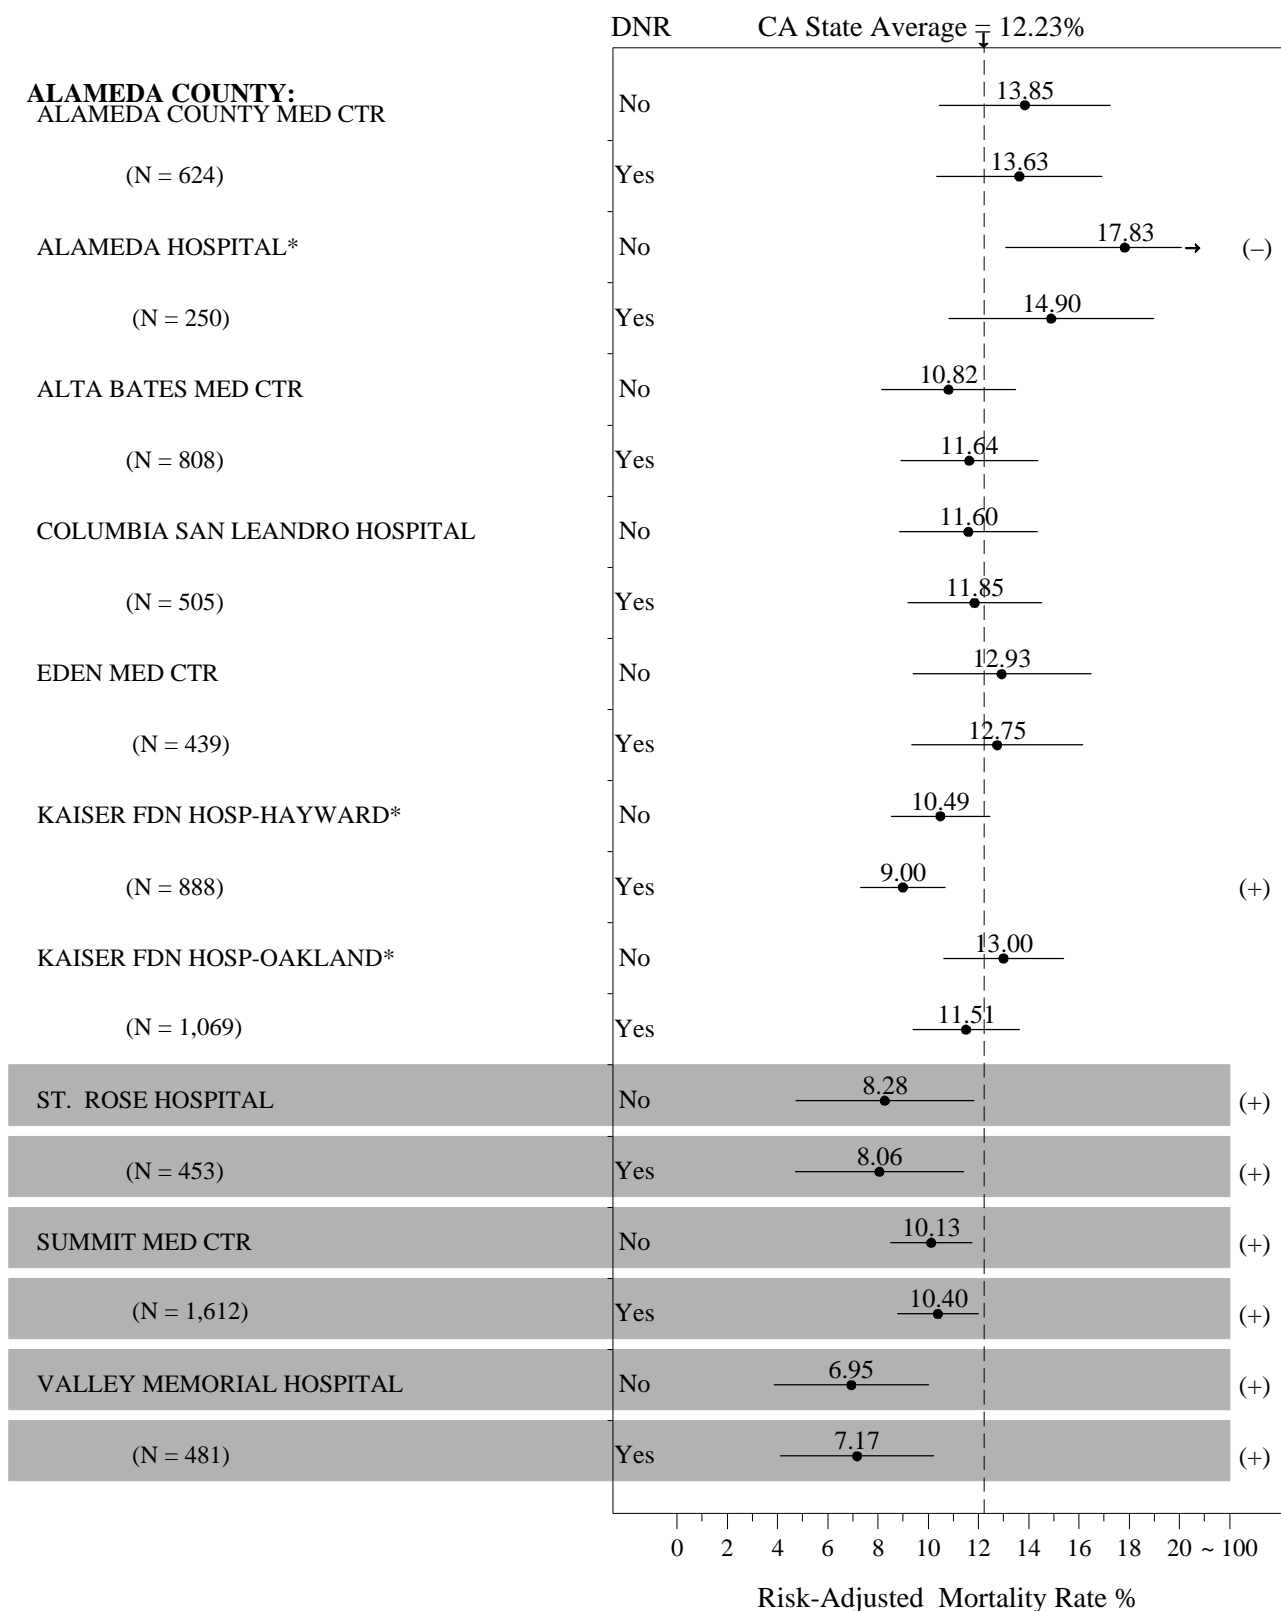 DNR CA State Average = 12.23%
ALAMEDA COUNTY:
ALAMEDA COUNTY MED CTR No 13.85
(N = 624) Yes 13.63
ALAMEDA HOSPITAL* No 17.83 (–)
(N = 250) Yes 14.90
ALTA BATES MED CTR No 10.82
(N = 808) Yes 11.64
COLUMBIA SAN LEANDRO HOSPITAL No 11.60
(N = 505) Yes 11.85
EDEN MED CTR No 12.93
(N = 439) Yes 12.75
KAISER FDN HOSP-HAYWARD* No 10.49
(N = 888) Yes 9.00 (+)
KAISER FDN HOSP-OAKLAND* No 13.00
(N = 1,069) Yes 11.51
ST. ROSE HOSPITAL No 8.28 (+)
(N = 453) Yes 8.06 (+)
SUMMIT MED CTR No 10.13 (+)
(N = 1,612) Yes 10.40 (+)
VALLEY MEMORIAL HOSPITAL No 6.95 (+)
(N = 481) Yes 7.17 (+)
0 2 4 6 8 10 12 14 16 18 20 ~ 100
Risk-Adjusted Mortality Rate %